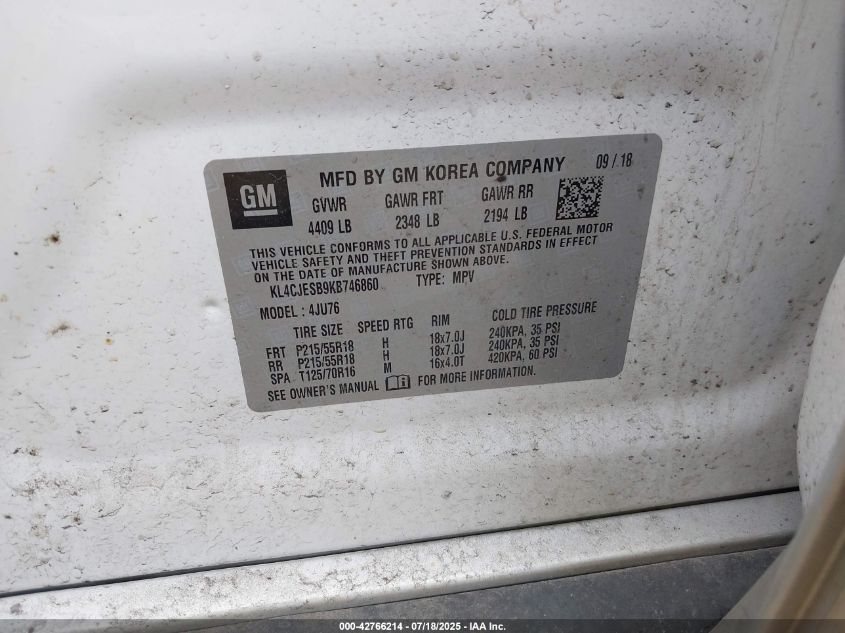 GM
MFD BY GM KOREA COMPANY 09/18
GVWR GAWR FRT GAWR RR
4409 LB 2348 LB 2194 LB
THIS VEHICLE CONFORMS TO ALL APPLICABLE U.S. FEDERAL MOTOR
VEHICLE SAFETY AND THEFT PREVENTION STANDARDS IN EFFECT
ON THE DATE OF MANUFACTURE SHOWN ABOVE.
KL4CJESB9KB746860 TYPE: MPV
MODEL: 4JU76
TIRE SIZE SPEED RTG RIM COLD TIRE PRESSURE
FRT P215/55R18 H 18x7.0J 240KPA, 35 PSI
RR P215/55R18 H 18x7.0J 240KPA, 35 PSI
SPA T125/70R16 M 16x4.0T 420KPA, 60 PSI
SEE OWNER'S MANUAL FOR MORE INFORMATION.
000-42766214 - 07/18/2025 - IAA Inc.